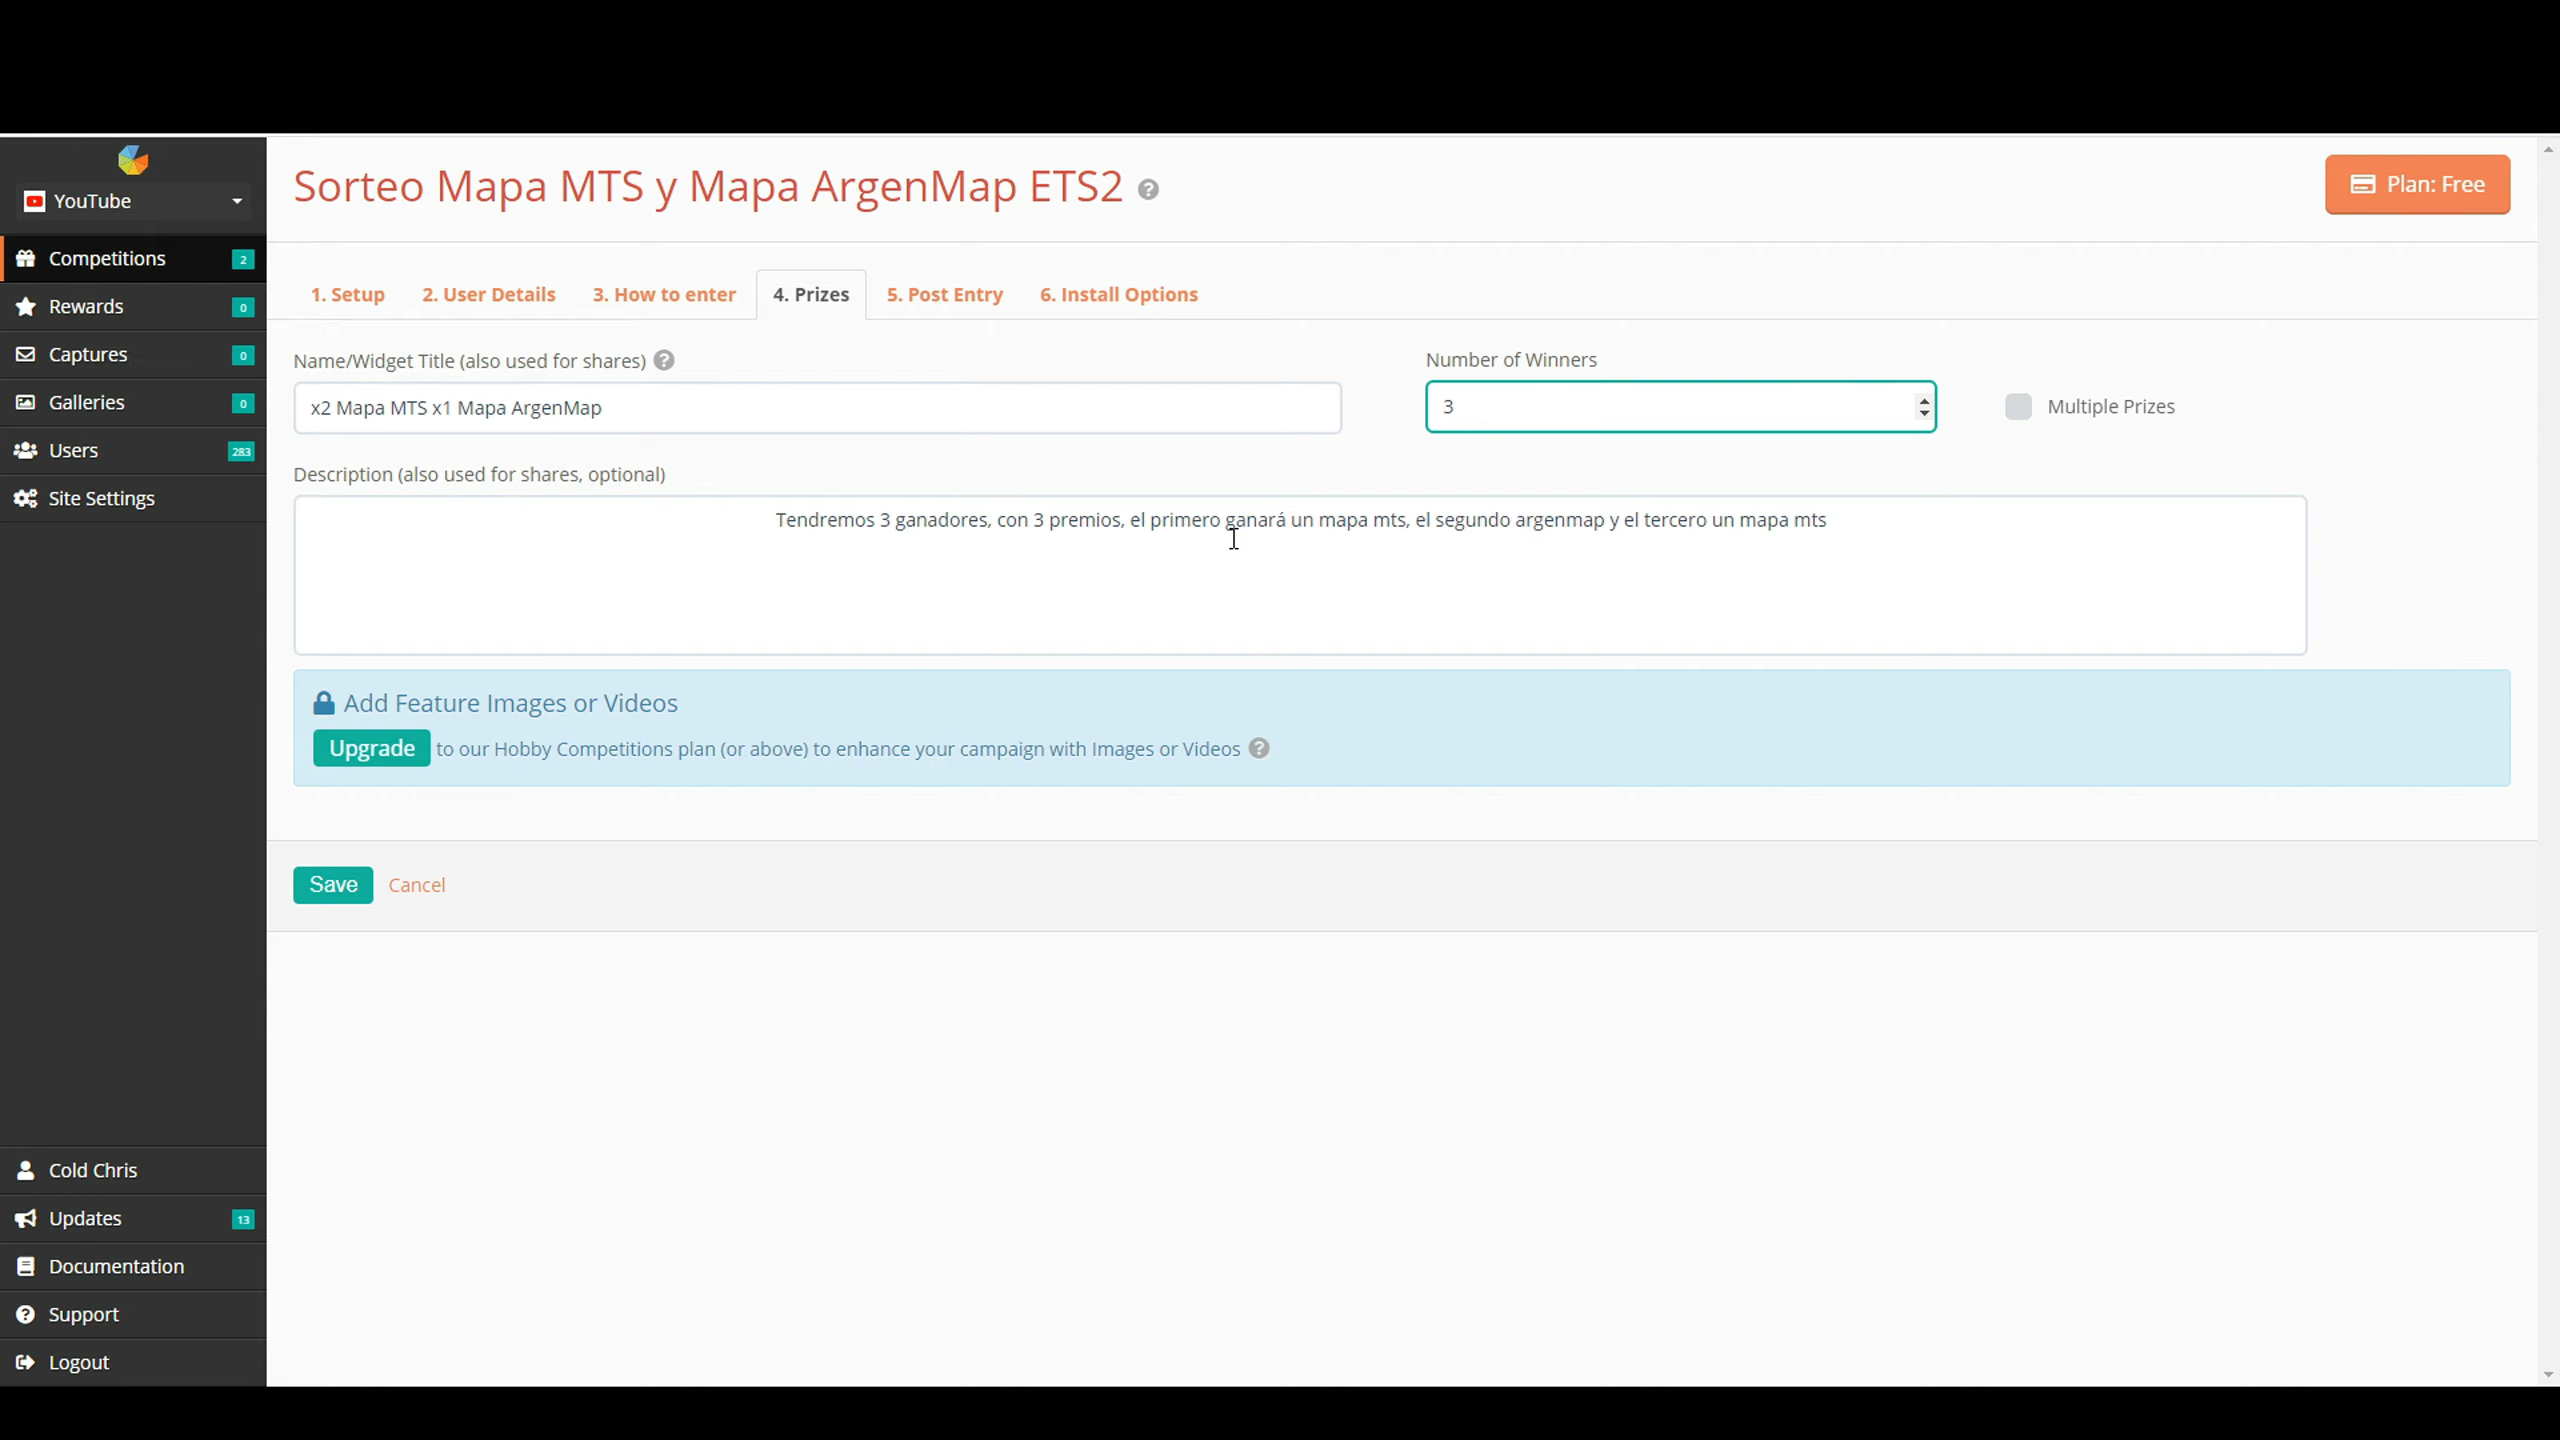 YouTube
Competitions 2
Rewards 0
Captures 0
Galleries 0
Users 283
Site Settings
Cold Chris
Updates 13
Documentation
Support
Logout
Sorteo Mapa MTS y Mapa ArgenMap ETS2 ?
Plan: Free
1. Setup 2. User Details 3. How to enter 4. Prizes 5. Post Entry 6. Install Options
Name/Widget Title (also used for shares) ?
x2 Mapa MTS x1 Mapa ArgenMap
Number of Winners
3
Multiple Prizes
Description (also used for shares, optional)
Tendremos 3 ganadores, con 3 premios, el primero ganará un mapa mts, el segundo argenmap y el tercero un mapa mts
Add Feature Images or Videos
Upgrade to our Hobby Competitions plan (or above) to enhance your campaign with Images or Videos ?
Save Cancel